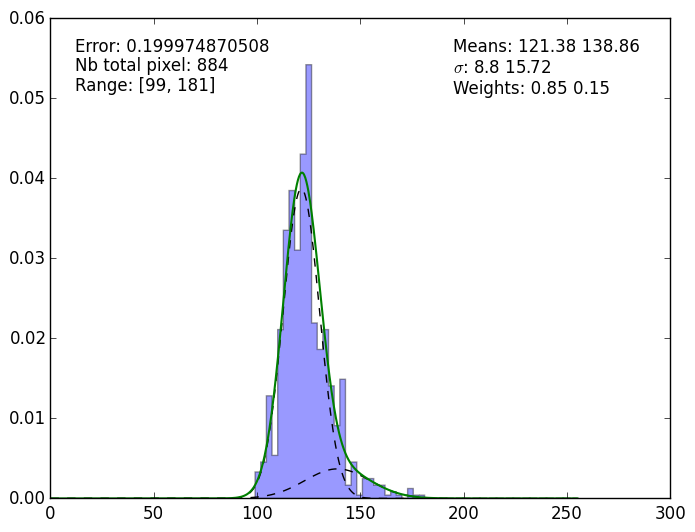 Error: 0.199974870508
Nb total pixel: 884
Range: [99, 181]
Means: 121.38 138.86
σ: 8.8 15.72
Weights: 0.85 0.15
0.06
0.05
0.04
0.03
0.02
0.01
0.00
0 50 100 150 200 250 300